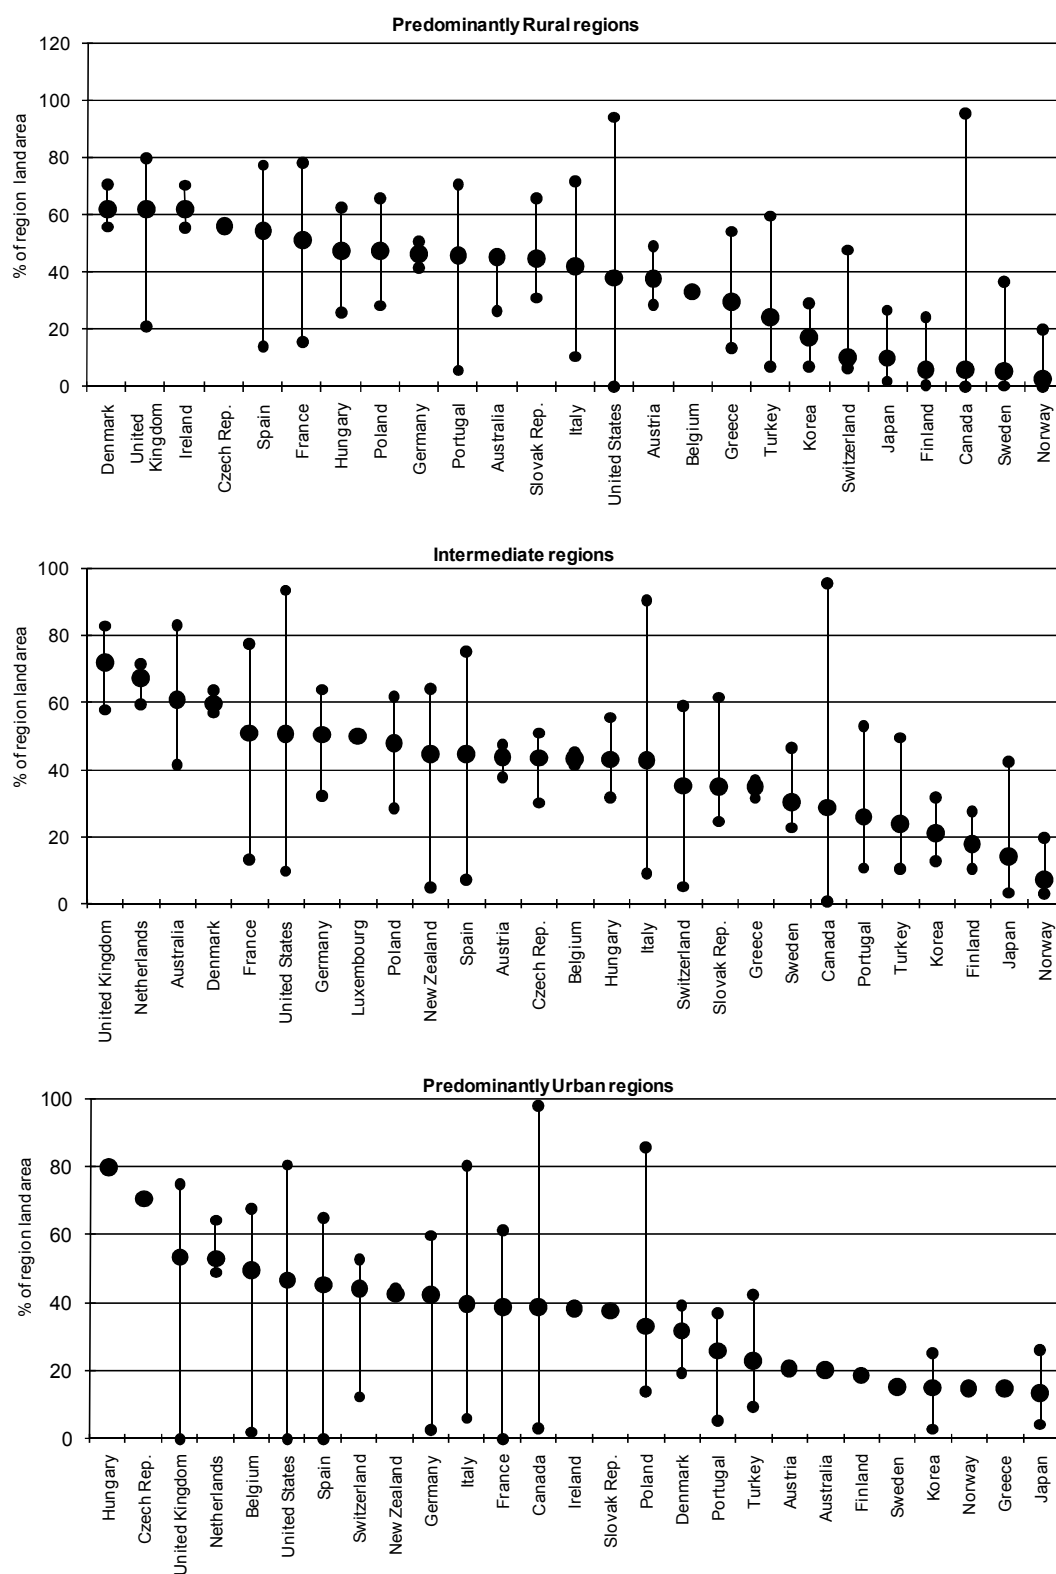 Predominantly Rural regions
% of region land area
120
100
80
60
40
20
0
Denmark
United
Kingdom
Ireland
Czech Rep.
Spain
France
Hungary
Poland
Germany
Portugal
Australia
Slovak Rep.
Italy
United States
Austria
Belgium
Greece
Turkey
Korea
Switzerland
Japan
Finland
Canada
Sweden
Norway
Intermediate regions
% of region land area
100
80
60
40
20
0
United Kingdom
Netherlands
Australia
Denmark
France
United States
Germany
Luxembourg
Poland
New Zealand
Spain
Austria
Czech Rep.
Belgium
Hungary
Italy
Switzerland
Slovak Rep.
Greece
Sweden
Canada
Portugal
Turkey
Korea
Finland
Japan
Norway
Predominantly Urban regions
% of region land area
100
80
60
40
20
0
Hungary
Czech Rep.
United Kingdom
Netherlands
Belgium
United States
Spain
Switzerland
New Zealand
Germany
Italy
France
Canada
Ireland
Slovak Rep.
Poland
Denmark
Portugal
Turkey
Austria
Australia
Finland
Sweden
Korea
Norway
Greece
Japan